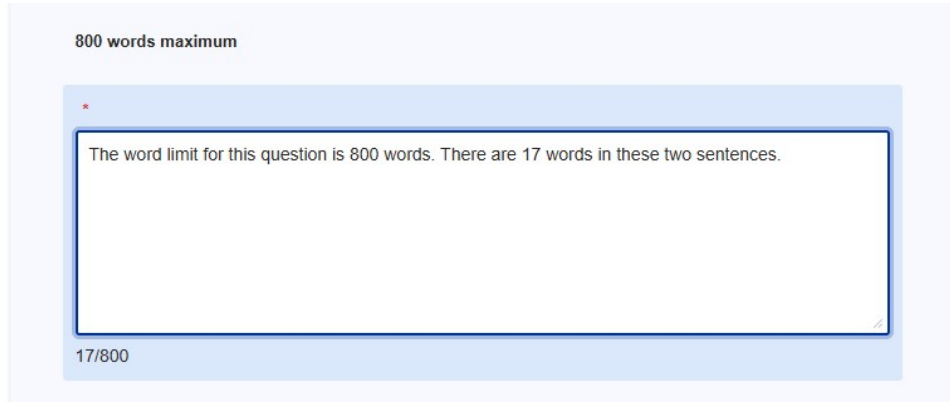 800 words maximum
*
The word limit for this question is 800 words. There are 17 words in these two sentences.
17/800